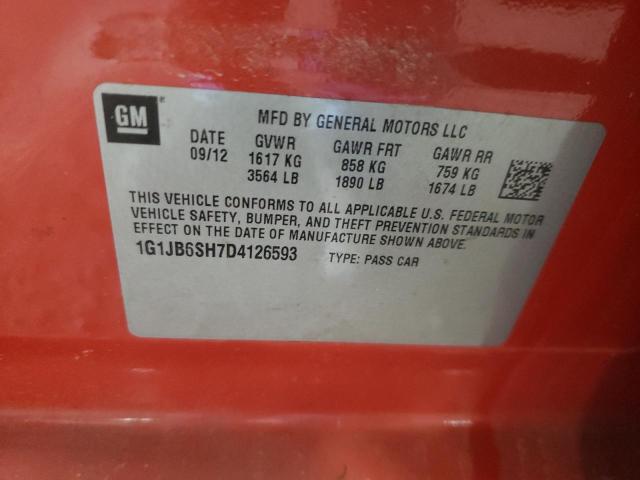 GM
MFD BY GENERAL MOTORS LLC
DATE GVWR GAWR FRT GAWR RR
09/12 1617 KG 858 KG 759 KG
3564 LB 1890 LB 1674 LB
THIS VEHICLE CONFORMS TO ALL APPLICABLE U.S. FEDERAL MOTOR
VEHICLE SAFETY, BUMPER, AND THEFT PREVENTION STANDARDS IN
EFFECT ON THE DATE OF MANUFACTURE SHOWN ABOVE.
1G1JB6SH7D4126593 TYPE: PASS CAR